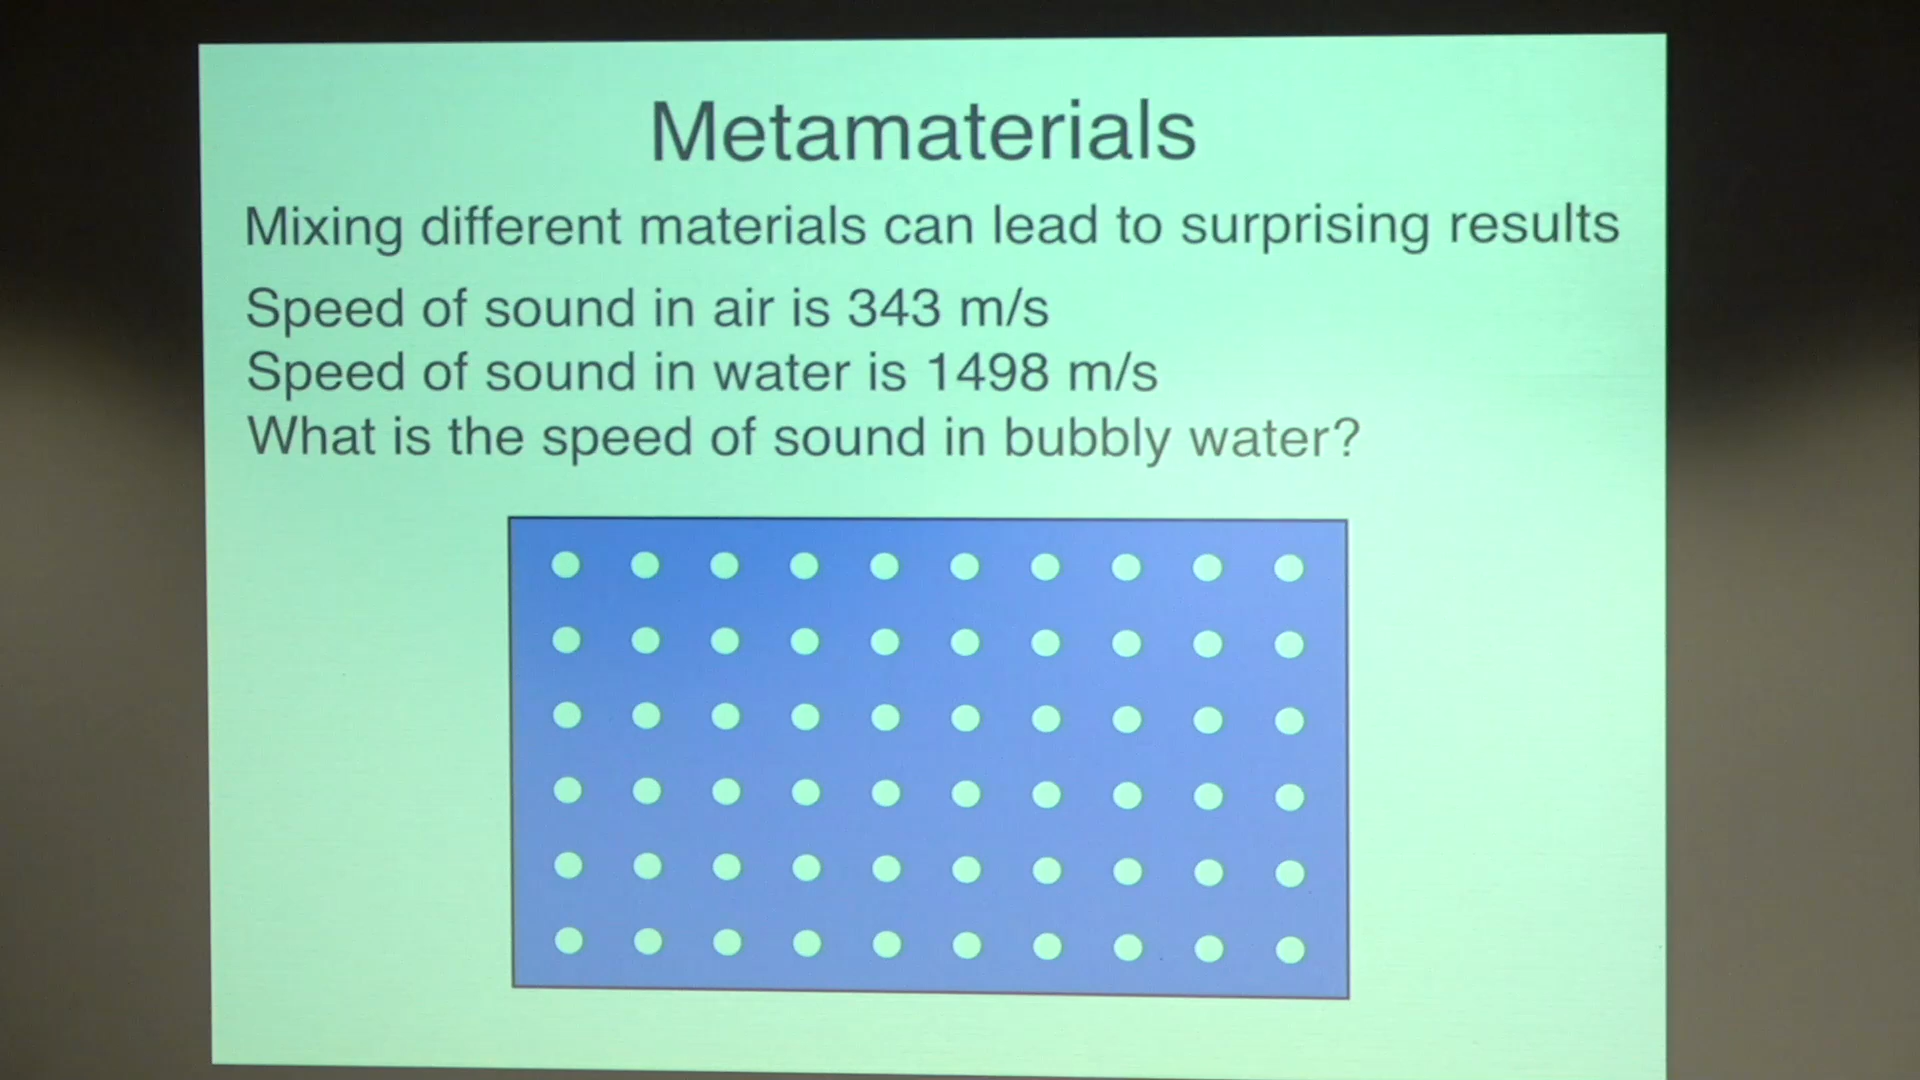 Metamaterials
Mixing different materials can lead to surprising results
Speed of sound in air is 343 m/s
Speed of sound in water is 1498 m/s
What is the speed of sound in bubbly water?